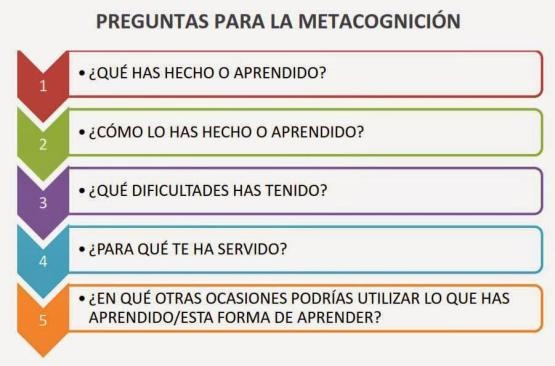 PREGUNTAS PARA LA METACOGNICIÓN
1
• ¿QUÉ HAS HECHO O APRENDIDO?
2
• ¿CÓMO LO HAS HECHO O APRENDIDO?
3
• ¿QUÉ DIFICULTADES HAS TENIDO?
4
• ¿PARA QUÉ TE HA SERVIDO?
5
• ¿EN QUÉ OTRAS OCASIONES PODRÍAS UTILIZAR LO QUE HAS
APRENDIDO/ESTA FORMA DE APRENDER?